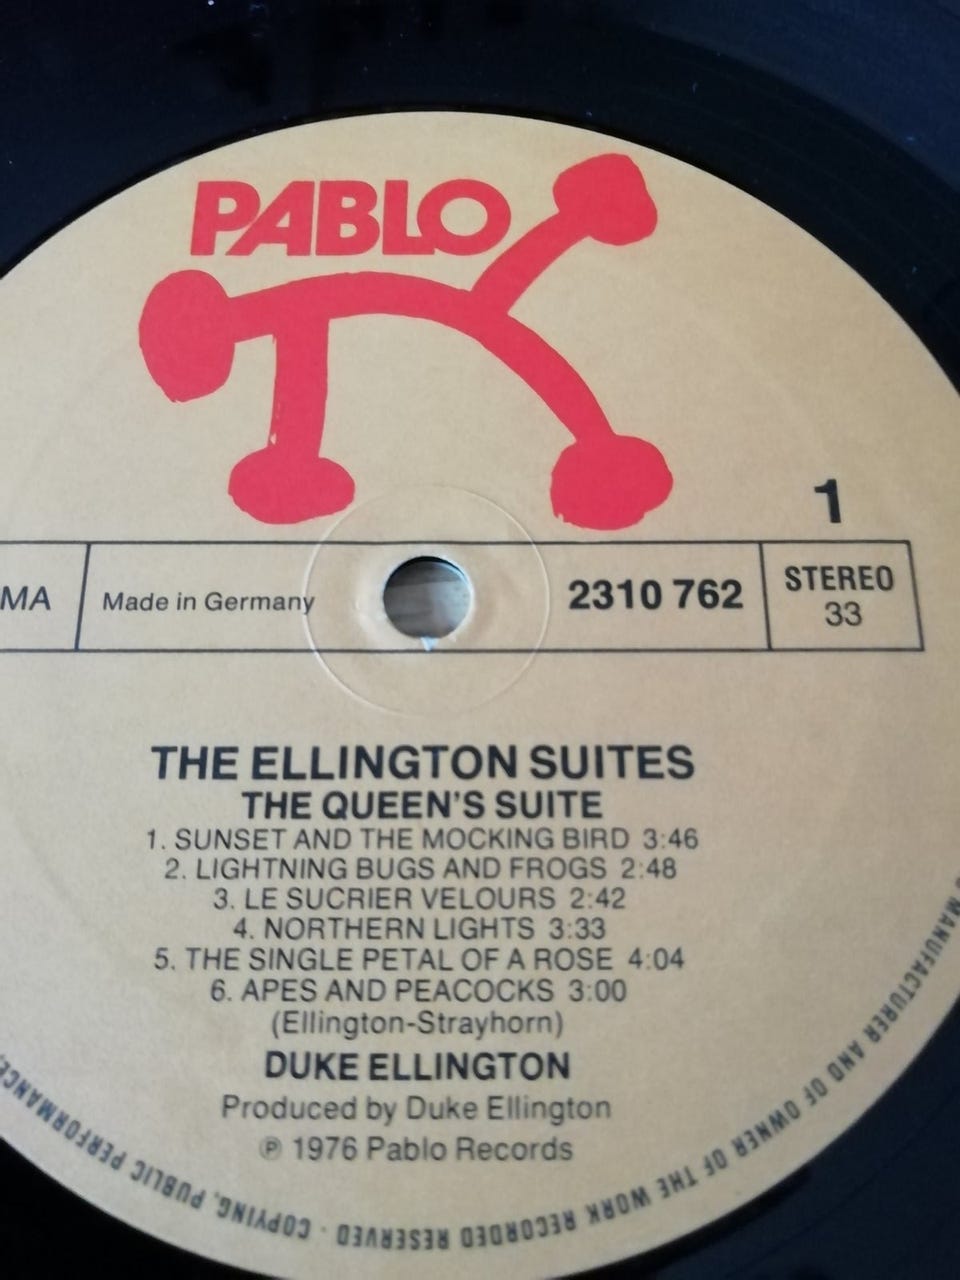 PABLO
1
MA
Made in Germany
2310 762
STEREO
33
THE ELLINGTON SUITES
THE QUEEN'S SUITE
1. SUNSET AND THE MOCKING BIRD 3:46
2. LIGHTNING BUGS AND FROGS 2:48
3. LE SUCRIER VELOURS 2:42
4. NORTHERN LIGHTS 3:33
5. THE SINGLE PETAL OF A ROSE 4:04
6. APES AND PEACOCKS 3:00
(Ellington-Strayhorn)
DUKE ELLINGTON
Produced by Duke Ellington
℗ 1976 Pablo Records
MANUFACTURER AND OF OWNER OF THE WORK RECORDED RESERVED · COPYING, PUBLIC PERFORMANCE,